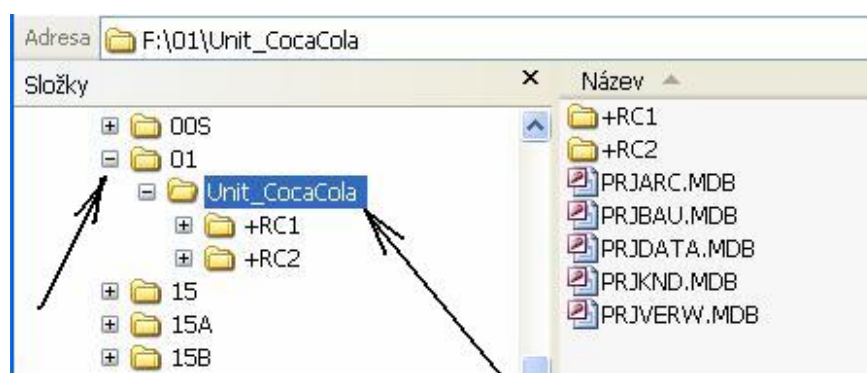 Adresa F:\01\Unit_CocaCola
Složky
00S
01
Unit_CocaCola
+RC1
+RC2
15
15A
15B
Název
+RC1
+RC2
PRJARC.MDB
PRJBAU.MDB
PRJDATA.MDB
PRJKND.MDB
PRJVERW.MDB